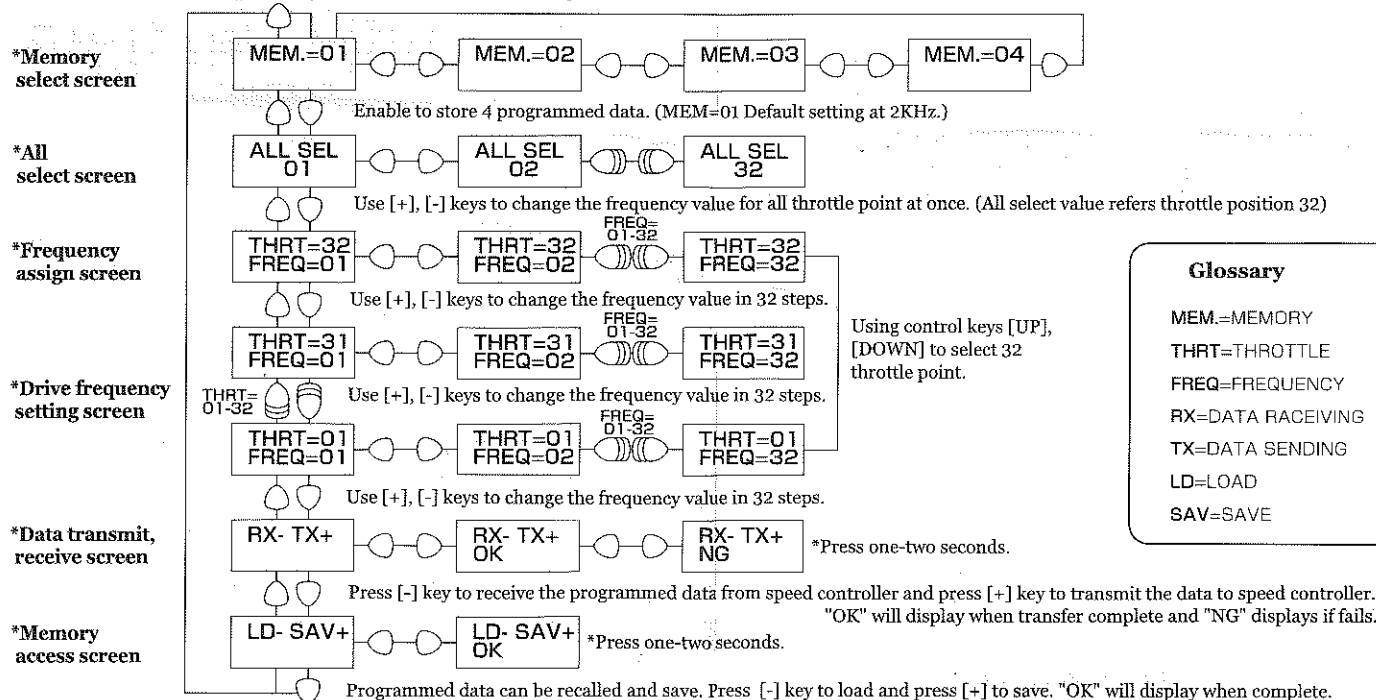 *Memory
select screen
MEM.=01
MEM.=02
MEM.=03
MEM.=04
Enable to store 4 programmed data. (MEM=01 Default setting at 2KHz.)
*All
select screen
ALL SEL
01
ALL SEL
02
ALL SEL
32
Use [+], [-] keys to change the frequency value for all throttle point at once. (All select value refers throttle position 32)
*Frequency
assign screen
THRT=32
FREQ=01
THRT=32
FREQ=02
FREQ=
01-32
THRT=32
FREQ=32
Use [+], [-] keys to change the frequency value in 32 steps.
THRT=31
FREQ=01
THRT=31
FREQ=02
FREQ=
01-32
THRT=31
FREQ=32
Using control keys [UP],
[DOWN] to select 32
throttle point.
*Drive frequency
setting screen
THRT=
01-32
Use [+], [-] keys to change the frequency value in 32 steps.
THRT=01
FREQ=01
THRT=01
FREQ=02
FREQ=
01-32
THRT=01
FREQ=32
Use [+], [-] keys to change the frequency value in 32 steps.
*Data transmit,
receive screen
RX- TX+
RX- TX+
OK
RX- TX+
NG
*Press one-two seconds.
Press [-] key to receive the programmed data from speed controller and press [+] key to transmit the data to speed controller.
"OK" will display when transfer complete and "NG" displays if fails.
*Memory
access screen
LD- SAV+
LD- SAV+
OK
*Press one-two seconds.
Programmed data can be recalled and save. Press [-] key to load and press [+] to save. "OK" will display when complete.
Glossary
MEM.=MEMORY
THRT=THROTTLE
FREQ=FREQUENCY
RX=DATA RACEIVING
TX=DATA SENDING
LD=LOAD
SAV=SAVE